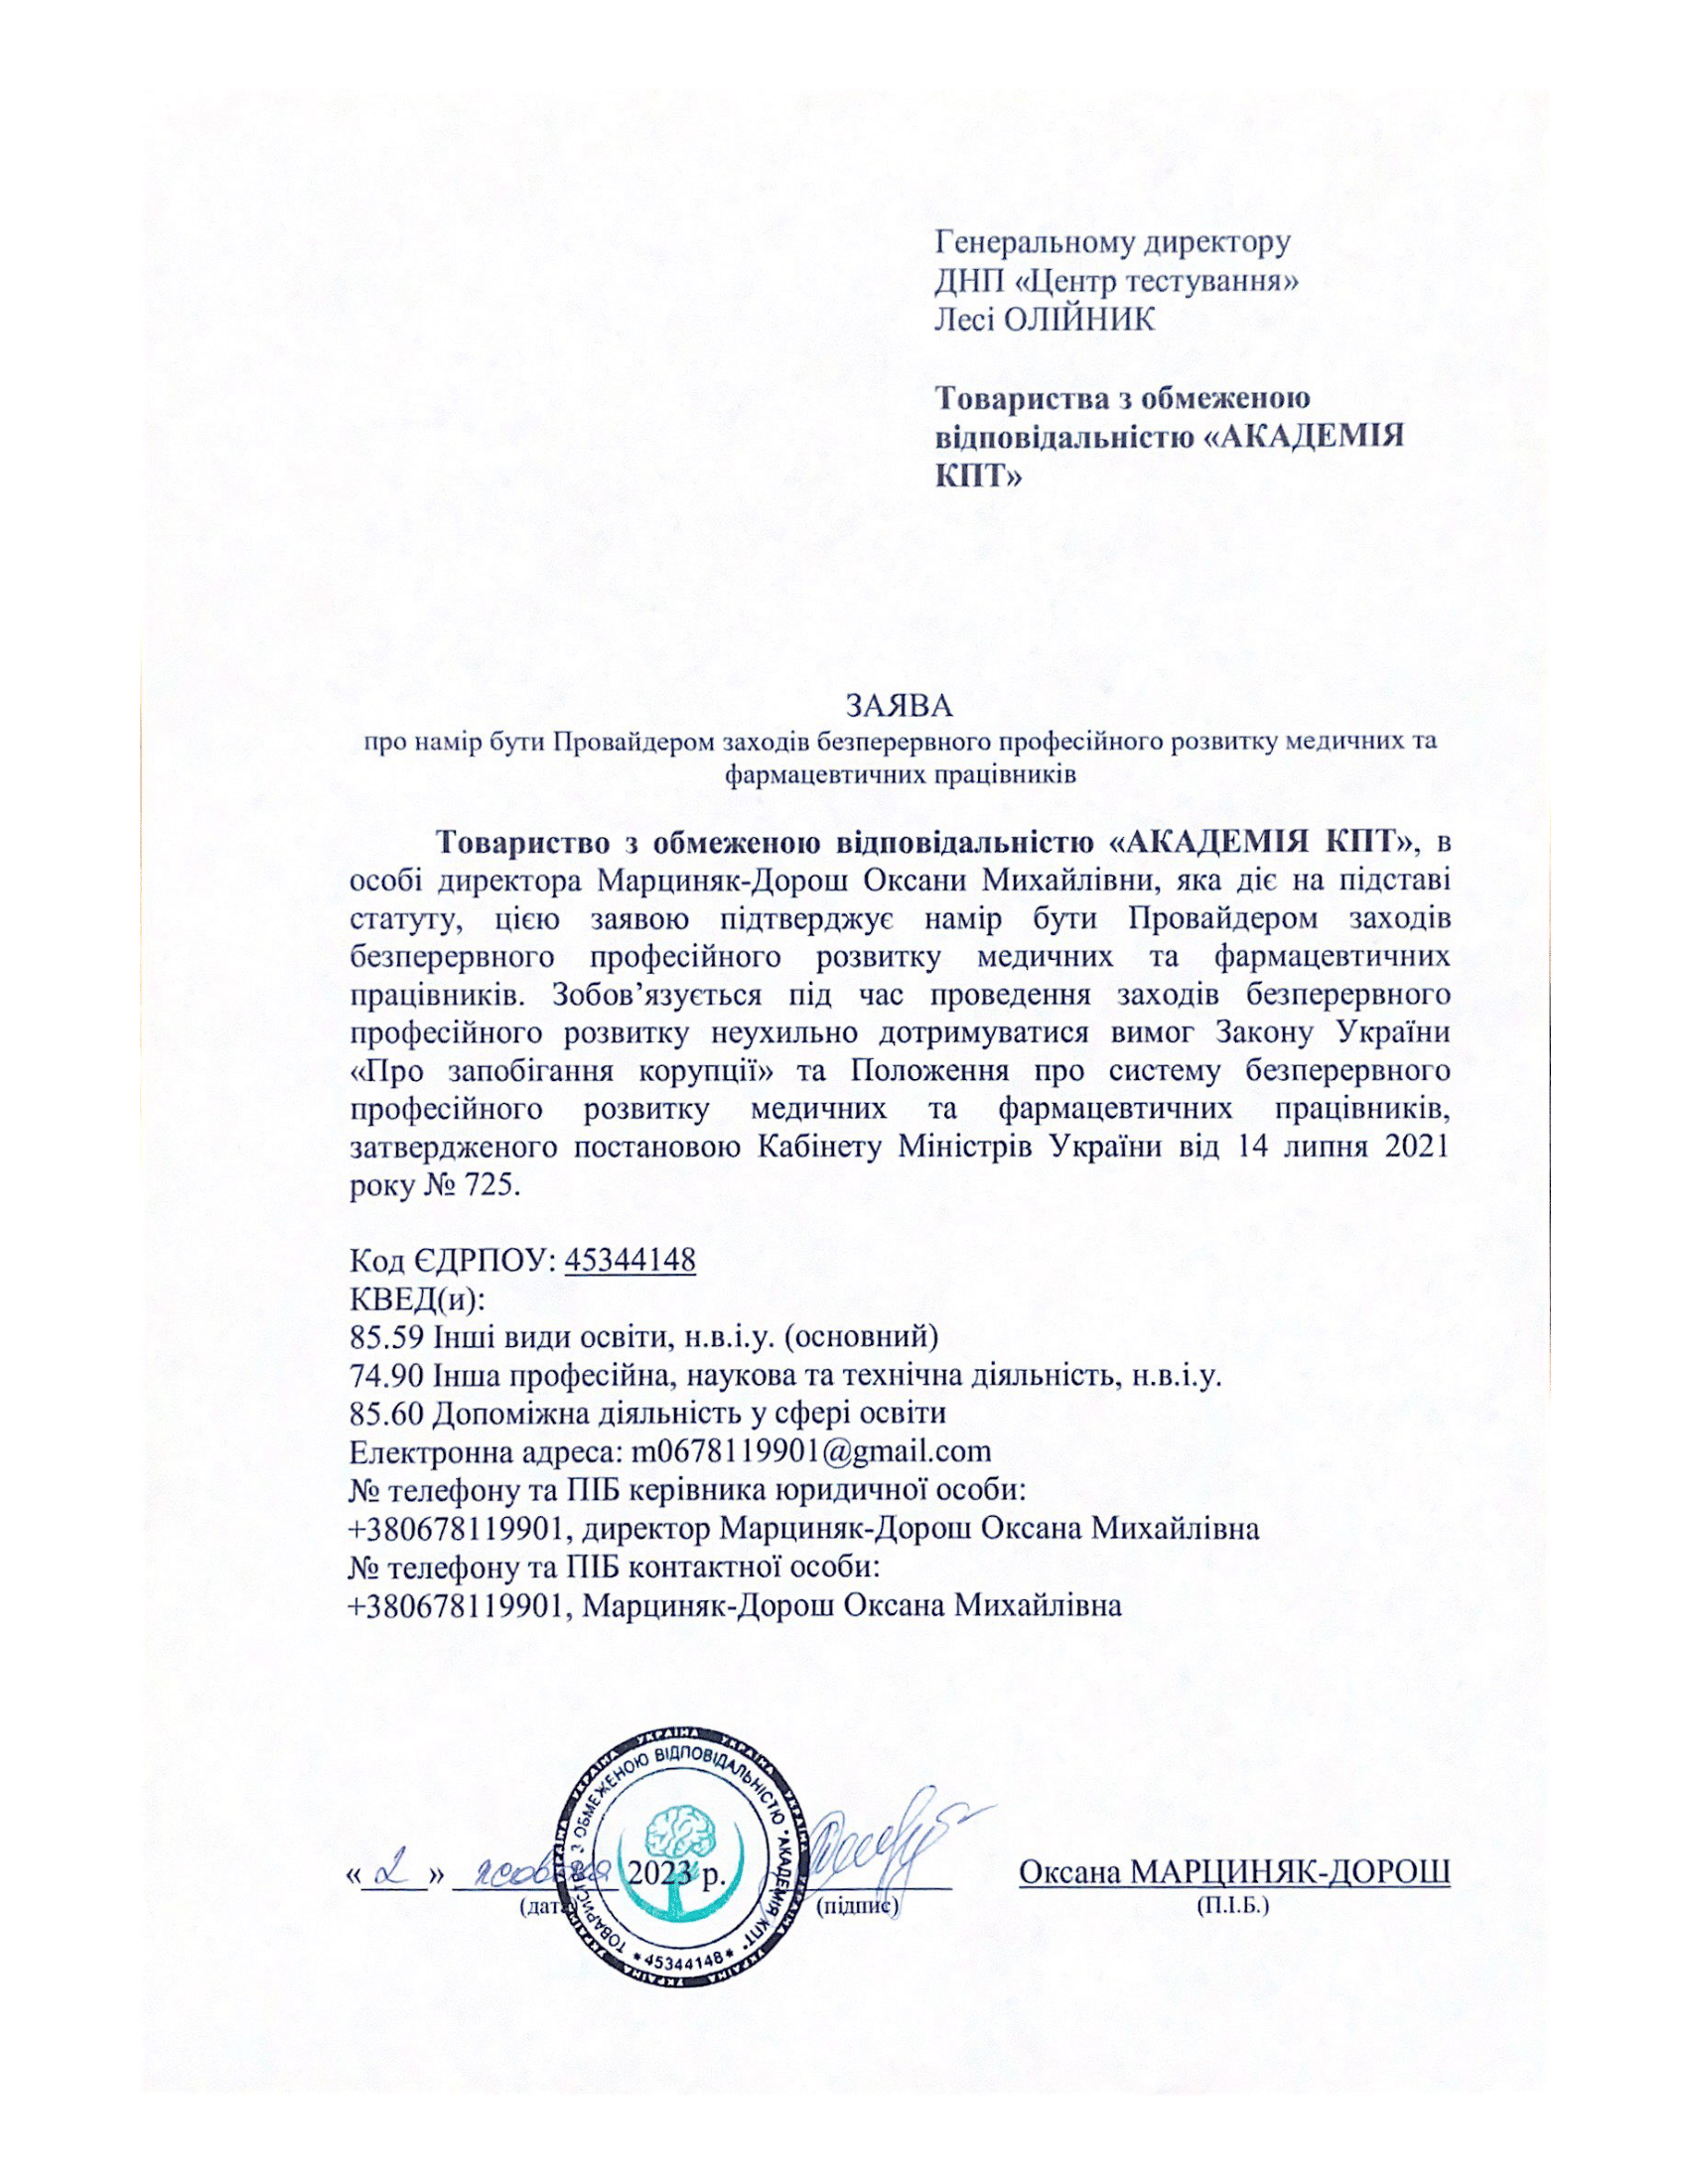 Генеральному директору
ДНП «Центр тестування»
Лесі ОЛІЙНИК
Товариства з обмеженою
відповідальністю «АКАДЕМІЯ
КПТ»
ЗАЯВА
про намір бути Провайдером заходів безперервного професійного розвитку медичних та
фармацевтичних працівників
Товариство з обмеженою відповідальністю «АКАДЕМІЯ КПТ», в
особі директора Марциняк-Дорош Оксани Михайлівни, яка діє на підставі
статуту, цією заявою підтверджує намір бути Провайдером заходів
безперервного професійного розвитку медичних та фармацевтичних
працівників. Зобов’язується під час проведення заходів безперервного
професійного розвитку неухильно дотримуватися вимог Закону України
«Про запобігання корупції» та Положення про систему безперервного
професійного розвитку медичних та фармацевтичних працівників,
затвердженого постановою Кабінету Міністрів України від 14 липня 2021
року № 725.
Код ЄДРПОУ: 45344148
КВЕД(и):
85.59 Інші види освіти, н.в.і.у. (основний)
74.90 Інша професійна, наукова та технічна діяльність, н.в.і.у.
85.60 Допоміжна діяльність у сфері освіти
Електронна адреса: m0678119901@gmail.com
№ телефону та ПІБ керівника юридичної особи:
+380678119901, директор Марциняк-Дорош Оксана Михайлівна
№ телефону та ПІБ контактної особи:
+380678119901, Марциняк-Дорош Оксана Михайлівна
УКРАЇНА УКРАЇНА УКРАЇНА УКРАЇНА УКРАЇНА УКРАЇНА УКРАЇНА УКРАЇНА
ТОВАРИСТВО З ОБМЕЖЕНОЮ ВІДПОВІДАЛЬНІСТЮ "АКАДЕМІЯ КПТ"
* 45344148 *
« 2 » жовтня 2023 р. Оксана МАРЦИНЯК-ДОРОШ
(дата) (підпис) (П.І.Б.)